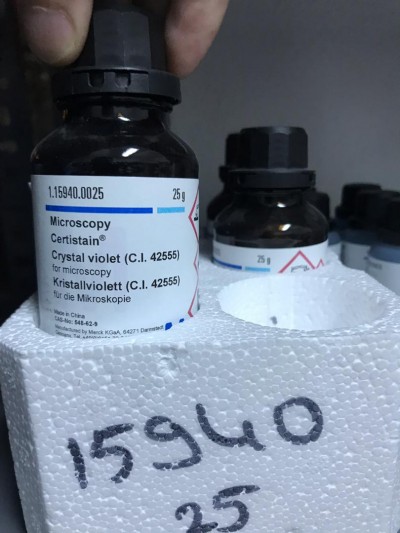 1.15940.0025 25 g
Microscopy
Certistain®
Crystal violet (C.I. 42555)
for microscopy
Kristallviolett (C.I. 42555)
für die Mikroskopie
Made in China
CAS-No: 548-62-9
Manufactured by Merck KGaA, 64271 Darmstadt
25 g
15940
25